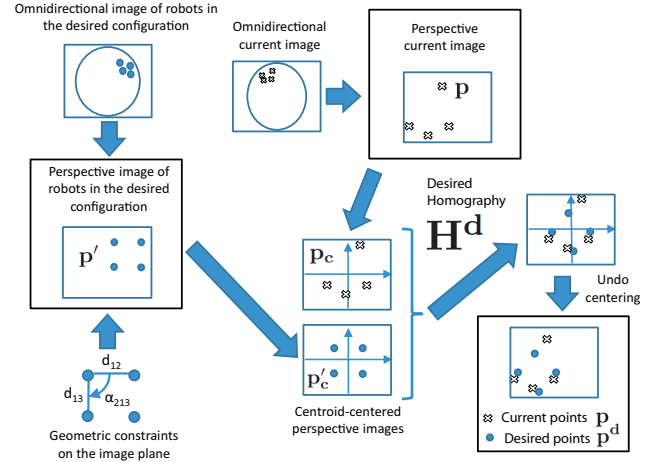 Omnidirectional image of robots in
the desired configuration
Omnidirectional
current image
Perspective
current image
p
Perspective image of
robots in the desired
configuration
p′
d12
d13
α213
Geometric constraints
on the image plane
pc
p′c
Centroid-centered
perspective images
Desired
Homography
Hd
Undo
centering
Current points p
Desired points pd